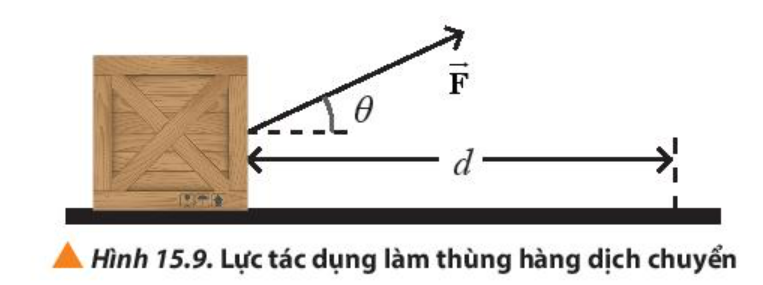 F
θ
d
▲ Hình 15.9. Lực tác dụng làm thùng hàng dịch chuyển